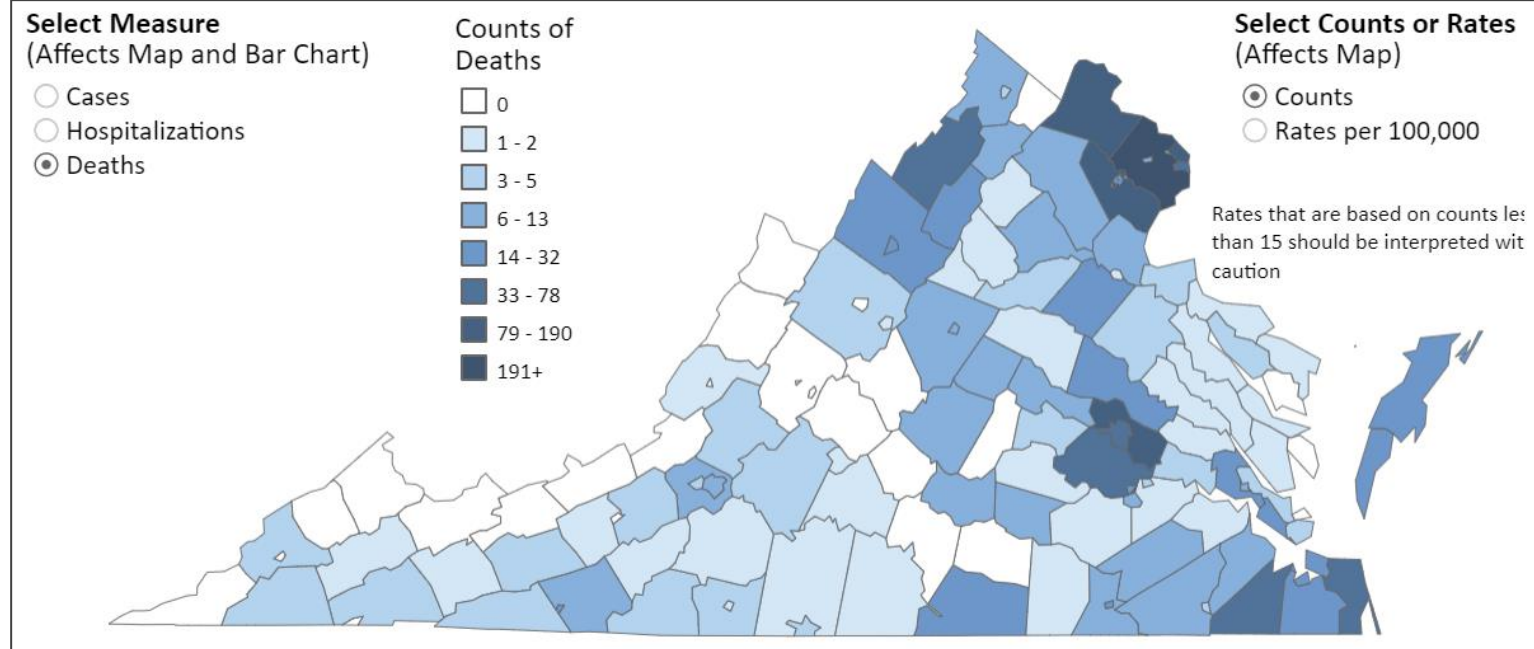 Select Measure
(Affects Map and Bar Chart)
Cases
Hospitalizations
Deaths
Counts of
Deaths
0
1 - 2
3 - 5
6 - 13
14 - 32
33 - 78
79 - 190
191+
Select Counts or Rates
(Affects Map)
Counts
Rates per 100,000
Rates that are based on counts les
than 15 should be interpreted wit
caution